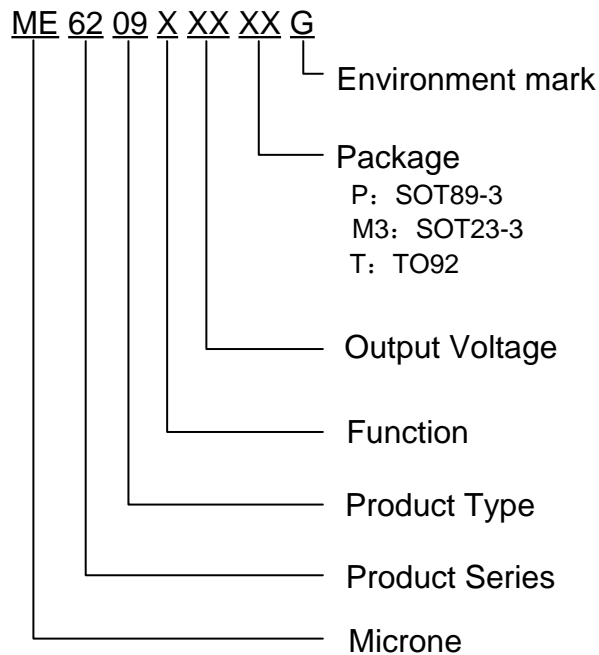 ME 62 09 X XX XX G
Environment mark
Package
P：SOT89-3
M3：SOT23-3
T：TO92
Output Voltage
Function
Product Type
Product Series
Microne